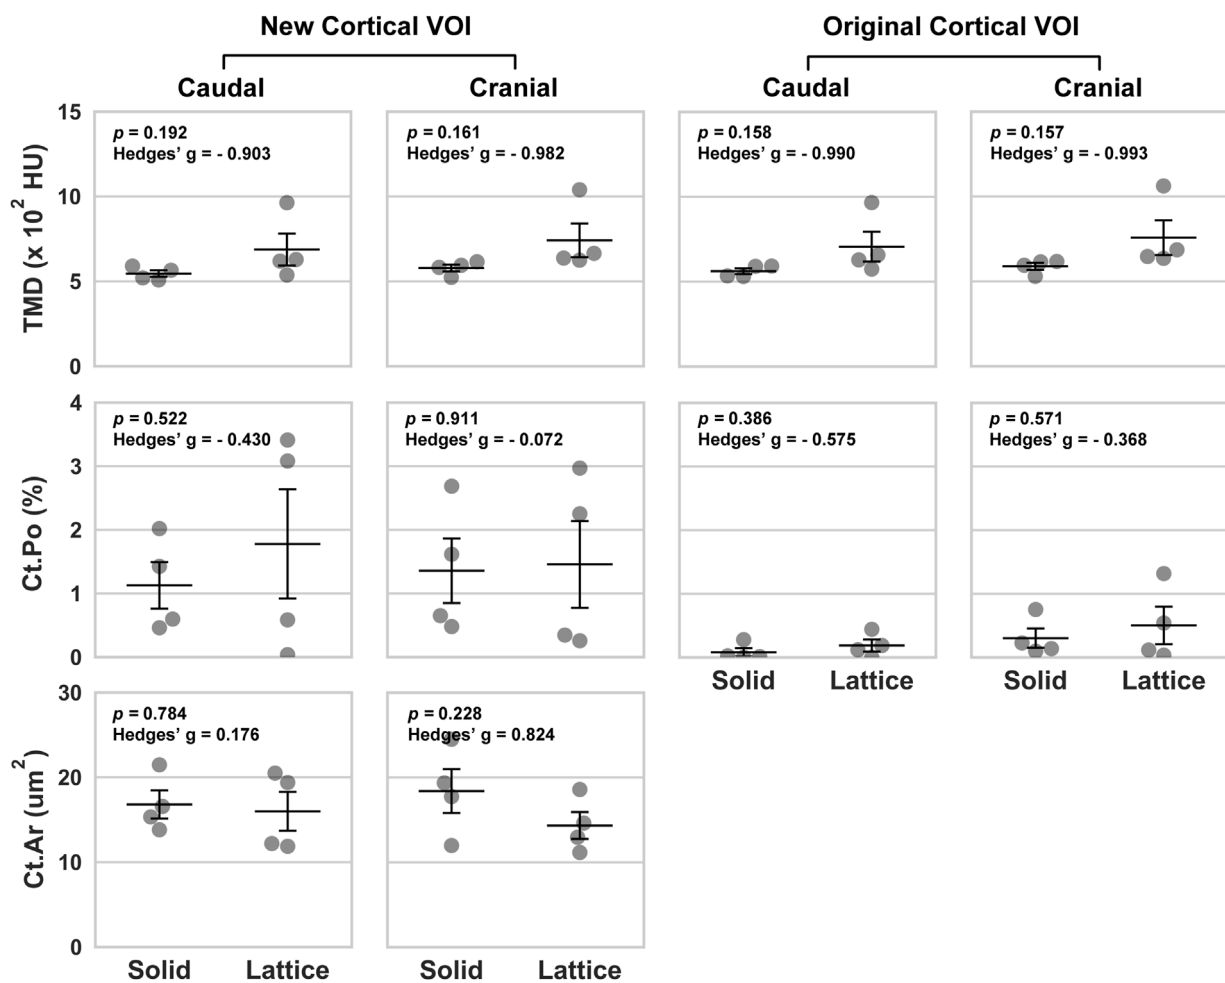 New Cortical VOI
Original Cortical VOI
Caudal
Cranial
Caudal
Cranial
TMD (x 10² HU)
15
10
5
0
p = 0.192
Hedges' g = - 0.903
p = 0.161
Hedges' g = - 0.982
p = 0.158
Hedges' g = - 0.990
p = 0.157
Hedges' g = - 0.993
Ct.Po (%)
4
3
2
1
0
p = 0.522
Hedges' g = - 0.430
p = 0.911
Hedges' g = - 0.072
p = 0.386
Hedges' g = - 0.575
p = 0.571
Hedges' g = - 0.368
Solid
Lattice
Solid
Lattice
Ct.Ar (um²)
30
20
10
0
p = 0.784
Hedges' g = 0.176
p = 0.228
Hedges' g = 0.824
Solid
Lattice
Solid
Lattice